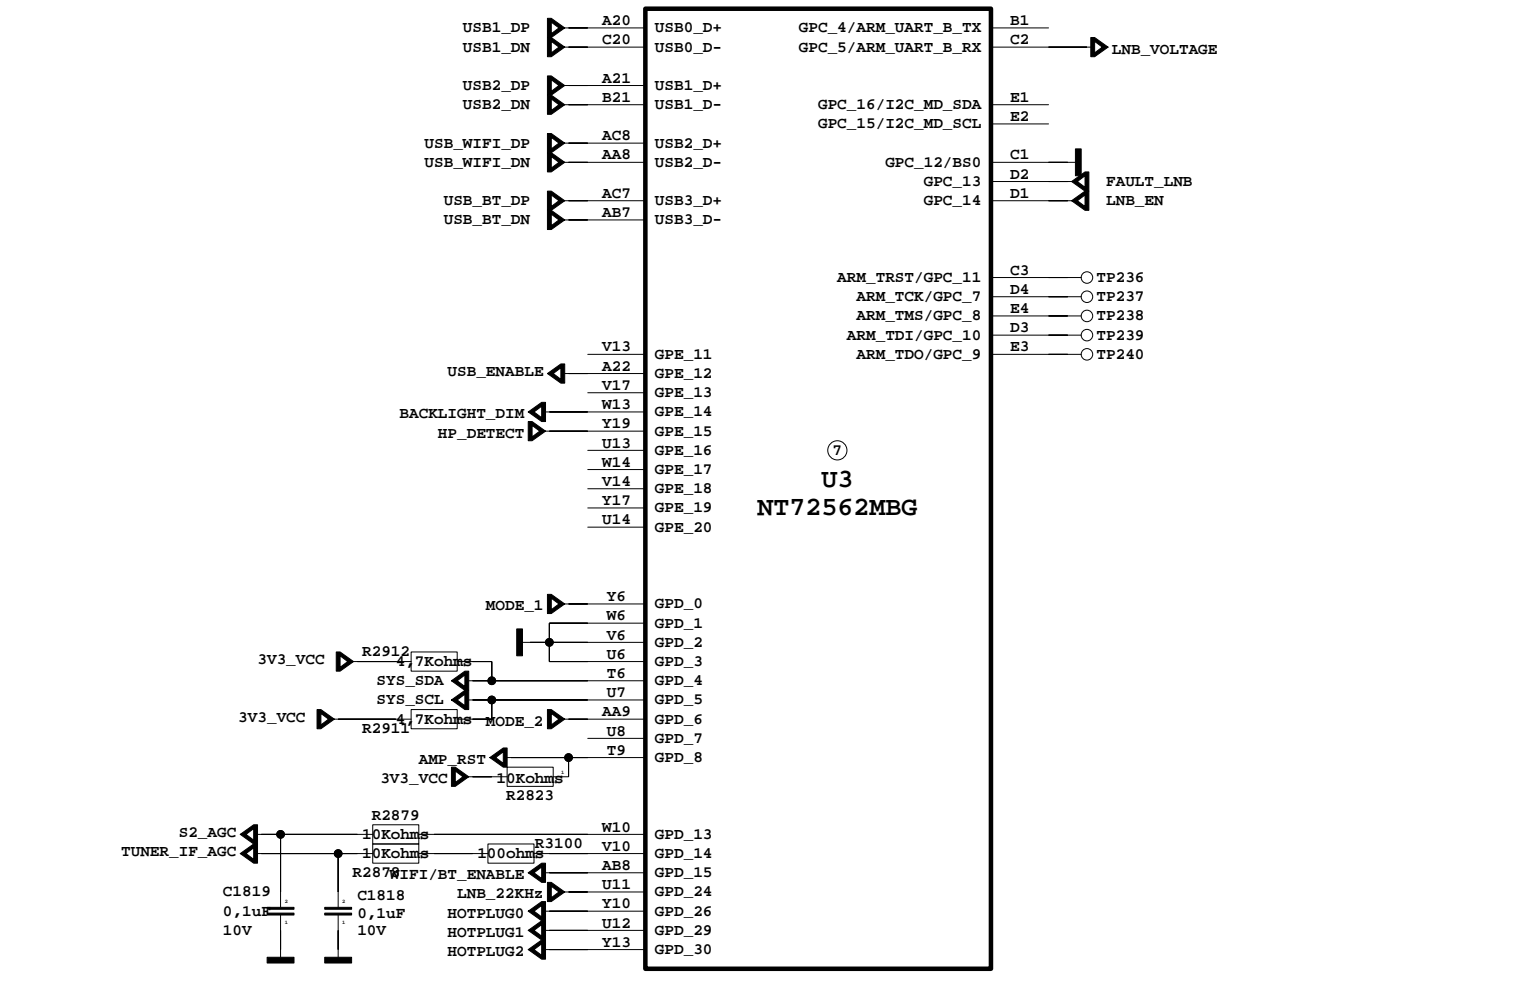 USB1_DP A20 USB0_D+ GPC_4/ARM_UART_B_TX B1
USB1_DN C20 USB0_D- GPC_5/ARM_UART_B_RX C2 LNB_VOLTAGE
USB2_DP A21 USB1_D+
USB2_DN B21 USB1_D- GPC_16/I2C_MD_SDA E1
GPC_15/I2C_MD_SCL E2
USB_WIFI_DP AC8 USB2_D+
USB_WIFI_DN AA8 USB2_D- GPC_12/BS0 C1
GPC_13 D2 FAULT_LNB
USB_BT_DP AC7 USB3_D+ GPC_14 D1 LNB_EN
USB_BT_DN AB7 USB3_D-
ARM_TRST/GPC_11 C3 TP236
ARM_TCK/GPC_7 D4 TP237
ARM_TMS/GPC_8 E4 TP238
ARM_TDI/GPC_10 D3 TP239
V13 GPE_11 ARM_TDO/GPC_9 E3 TP240
USB_ENABLE A22 GPE_12
V17 GPE_13
BACKLIGHT_DIM W13 GPE_14
HP_DETECT Y19 GPE_15
U13 GPE_16 7
W14 GPE_17
V14 GPE_18 U3
Y17 GPE_19 NT72562MBG
U14 GPE_20
MODE_1 Y6 GPD_0
W6 GPD_1
V6 GPD_2
3V3_VCC R2912 4,7Kohms U6 GPD_3
SYS_SDA T6 GPD_4
SYS_SCL U7 GPD_5
3V3_VCC R2911 4,7Kohms MODE_2 AA9 GPD_6
U8 GPD_7
AMP_RST T9 GPD_8
3V3_VCC 10Kohms 1
R2823
R2879
S2_AGC 10Kohms W10 GPD_13
TUNER_IF_AGC 10Kohms 100ohms R3100 V10 GPD_14
R2878 WIFI/BT_ENABLE AB8 GPD_15
C1819 2 C1818 2 LNB_22KHz U11 GPD_24
0,1uF 0,1uF HOTPLUG0 Y10 GPD_26
10V 1 10V 1 HOTPLUG1 U12 GPD_29
HOTPLUG2 Y13 GPD_30